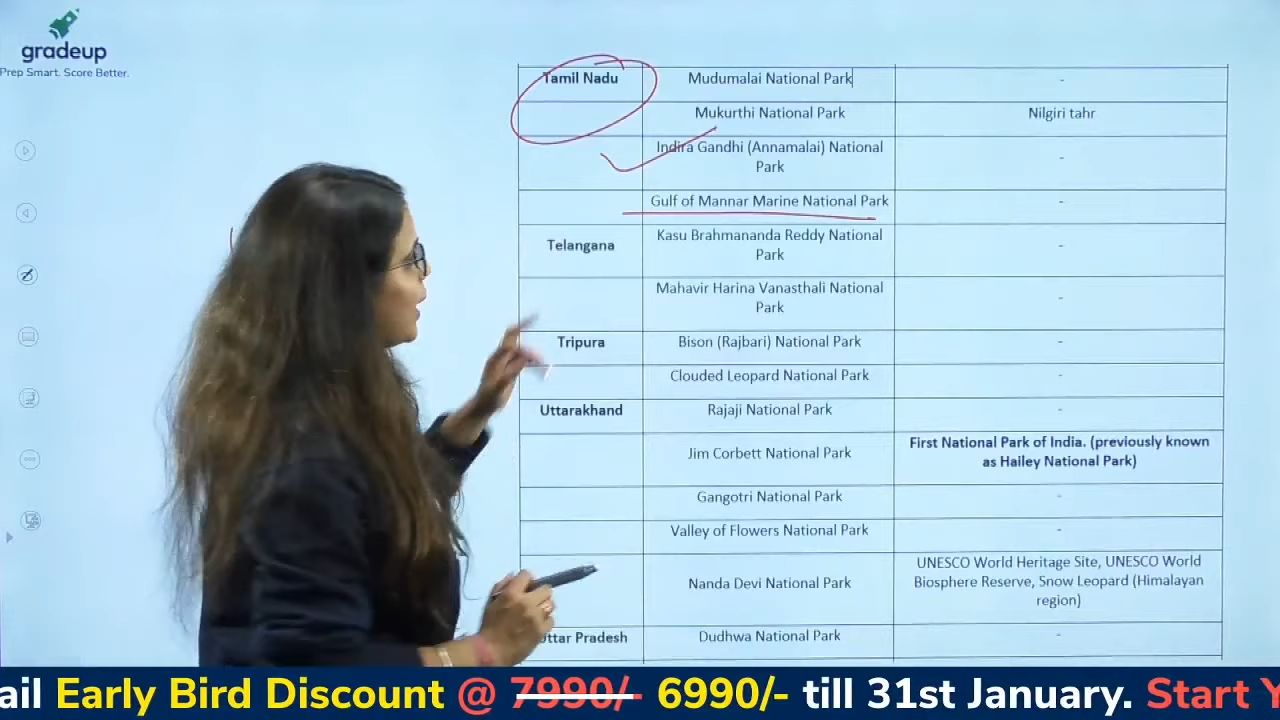 gradeup
Prep Smart. Score Better.
Tamil Nadu Mudumalai National Park -
Mukurthi National Park Nilgiri tahr
Indira Gandhi (Annamalai) National
Park -
Gulf of Mannar Marine National Park -
Telangana Kasu Brahmananda Reddy National
Park -
Mahavir Harina Vanasthali National
Park -
Tripura Bison (Rajbari) National Park -
Clouded Leopard National Park -
Uttarakhand Rajaji National Park -
Jim Corbett National Park First National Park of India. (previously known
as Hailey National Park)
Gangotri National Park -
Valley of Flowers National Park -
Nanda Devi National Park UNESCO World Heritage Site, UNESCO World
Biosphere Reserve, Snow Leopard (Himalayan
region)
Uttar Pradesh Dudhwa National Park -
ail Early Bird Discount @ 7990/- 6990/- till 31st January. Start Y